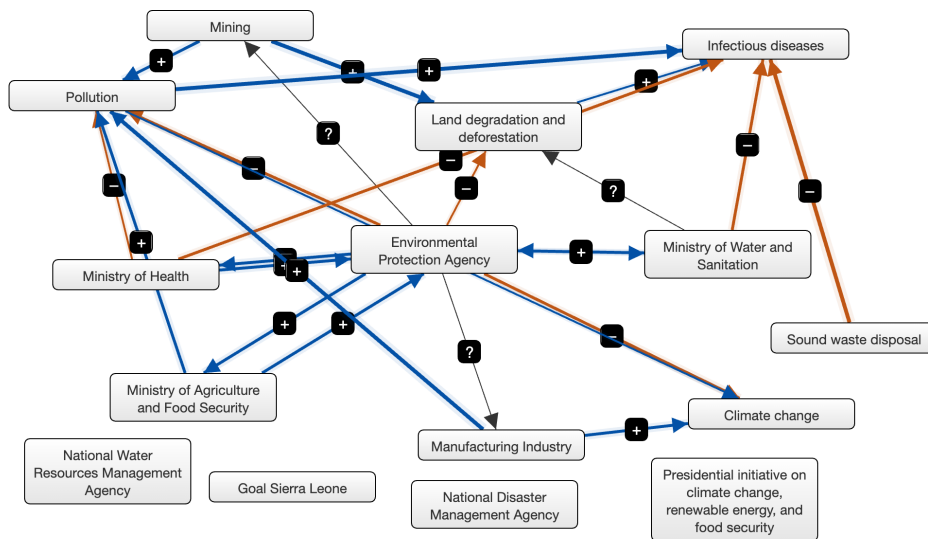 Mining
Infectious diseases
+
+
+
+
Pollution
Land degradation and
deforestation
?
−
−
−
−
−
?
−
+
Environmental
Protection Agency
Ministry of Water and
Sanitation
+
Ministry of Health
+
+
+
+
?
−
Sound waste disposal
Ministry of Agriculture
and Food Security
Climate change
+
Manufacturing Industry
National Water
Resources Management
Agency
Goal Sierra Leone
National Disaster
Management Agency
Presidential initiative on
climate change,
renewable energy, and
food security